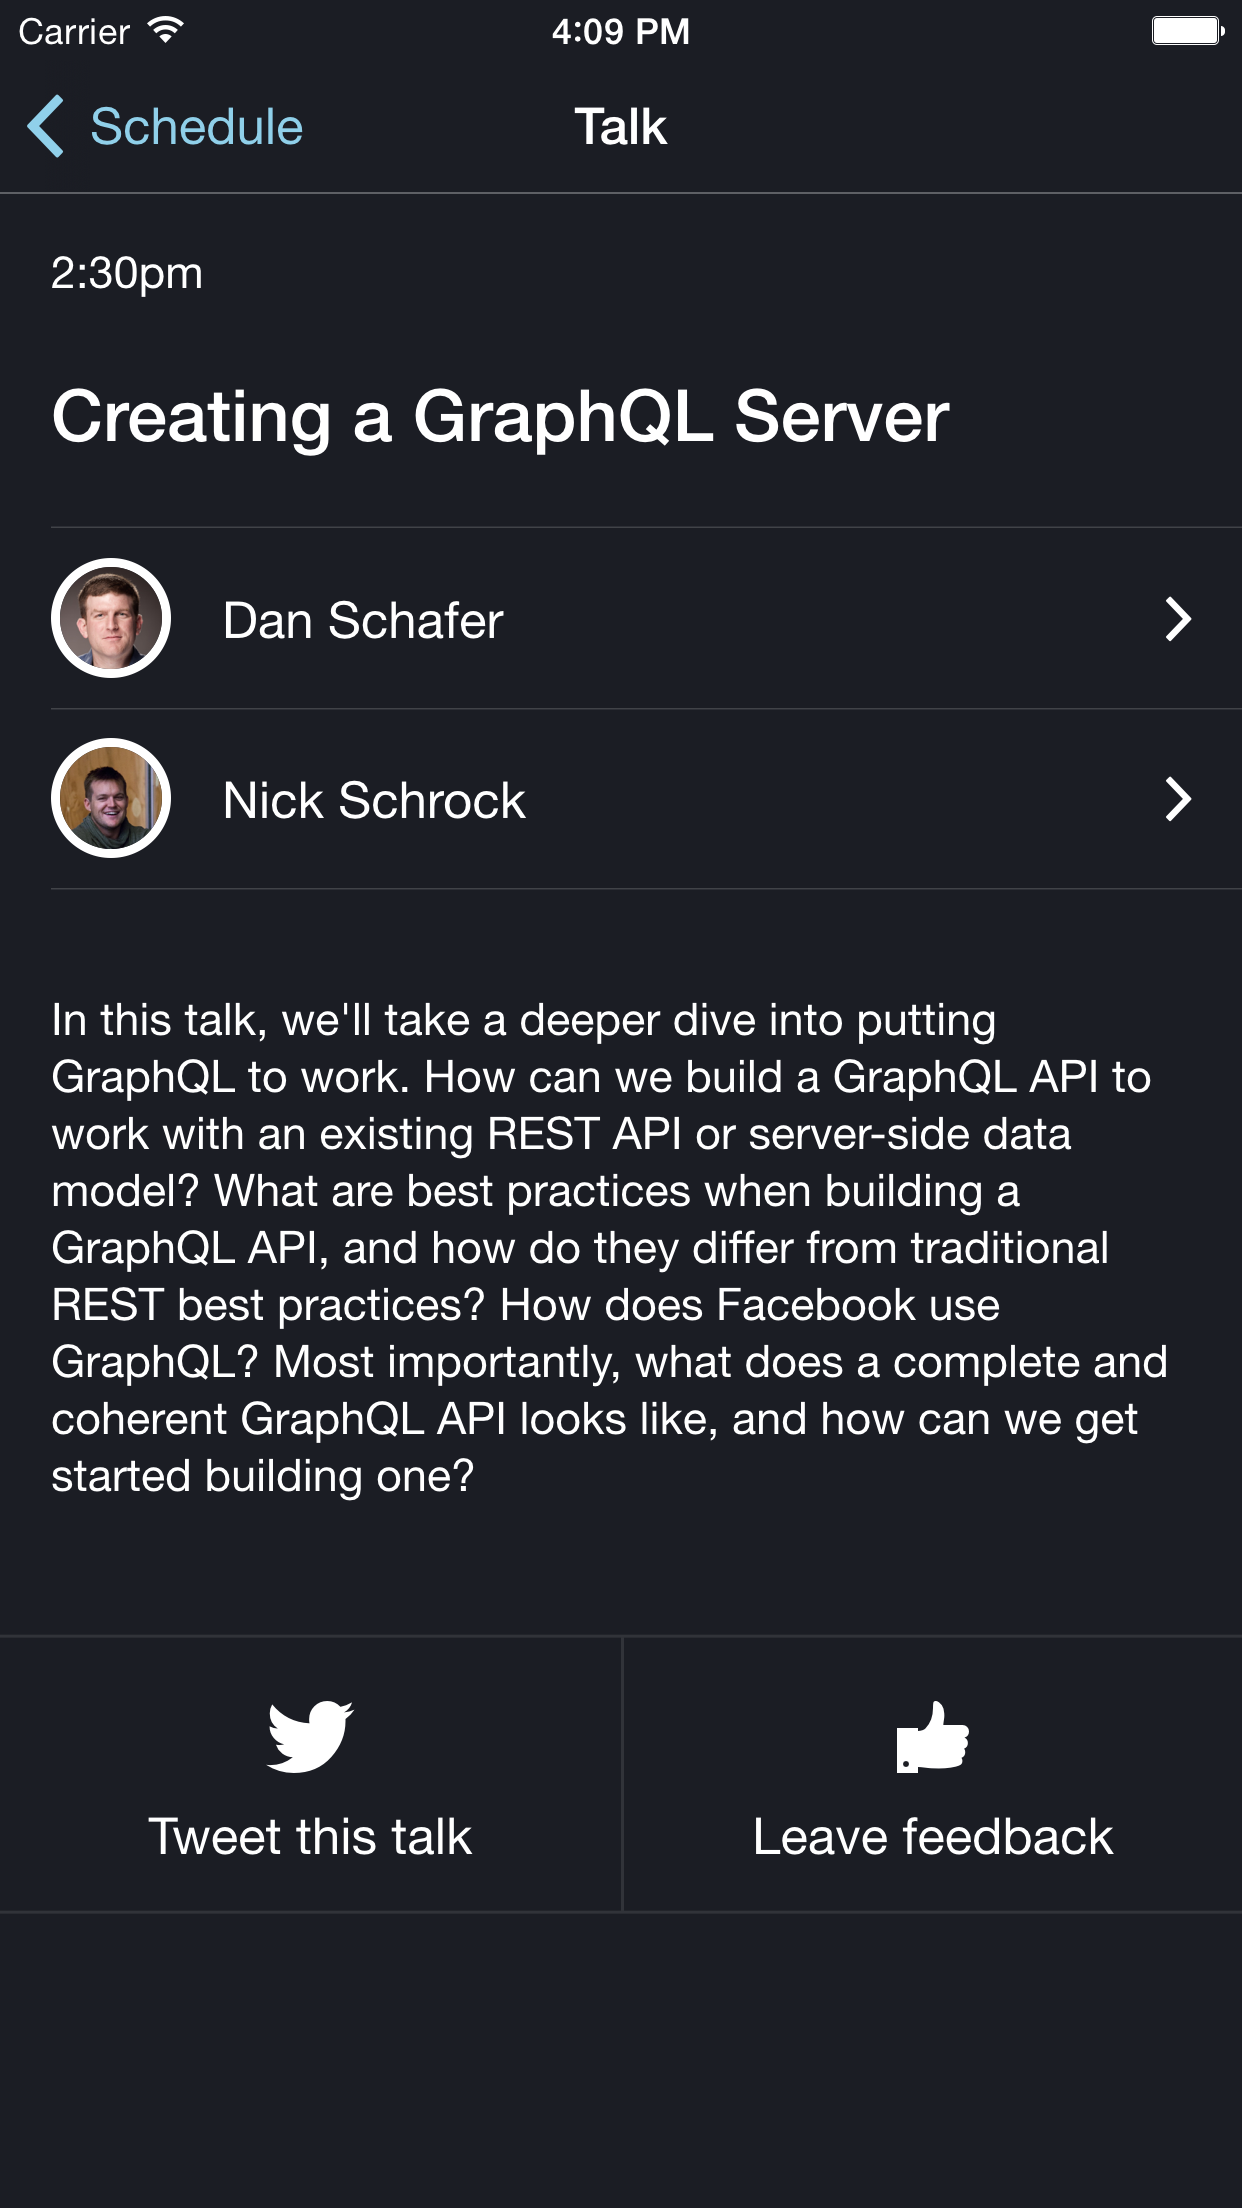 Carrier 4:09 PM
Schedule Talk
2:30pm
Creating a GraphQL Server
Dan Schafer
Nick Schrock
In this talk, we'll take a deeper dive into putting
GraphQL to work. How can we build a GraphQL API to
work with an existing REST API or server-side data
model? What are best practices when building a
GraphQL API, and how do they differ from traditional
REST best practices? How does Facebook use
GraphQL? Most importantly, what does a complete and
coherent GraphQL API looks like, and how can we get
started building one?
Tweet this talk Leave feedback